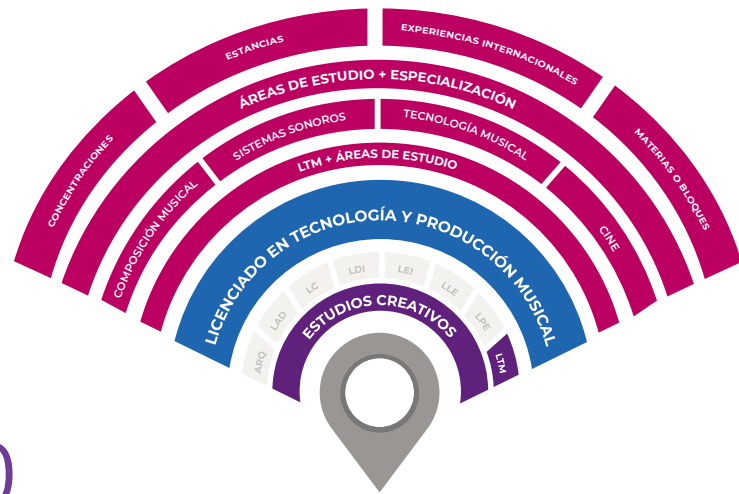 CONCENTRACIONES
ESTANCIAS
EXPERIENCIAS INTERNACIONALES
MATERIAS O BLOQUES
ÁREAS DE ESTUDIO + ESPECIALIZACIÓN
COMPOSICIÓN MUSICAL
SISTEMAS SONOROS
TECNOLOGÍA MUSICAL
CINE
LTM + ÁREAS DE ESTUDIO
LICENCIADO EN TECNOLOGÍA Y PRODUCCIÓN MUSICAL
ARQ
LAD
LC
LDI
LEI
LLE
LPE
LTM
ESTUDIOS CREATIVOS